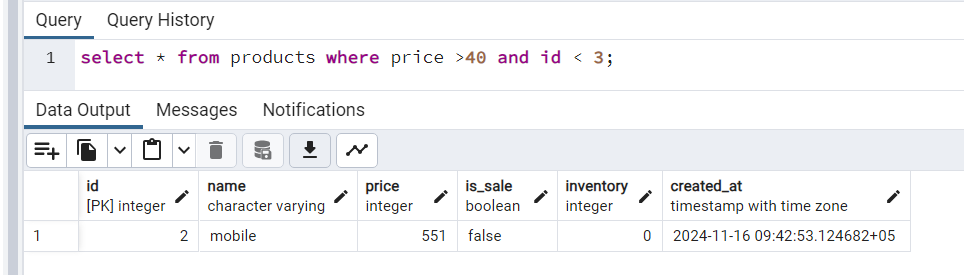 Query Query History
1 select * from products where price >40 and id < 3;
Data Output Messages Notifications
id name price is_sale inventory created_at
[PK] integer character varying integer boolean integer timestamp with time zone
1 2 mobile 551 false 0 2024-11-16 09:42:53.124682+05